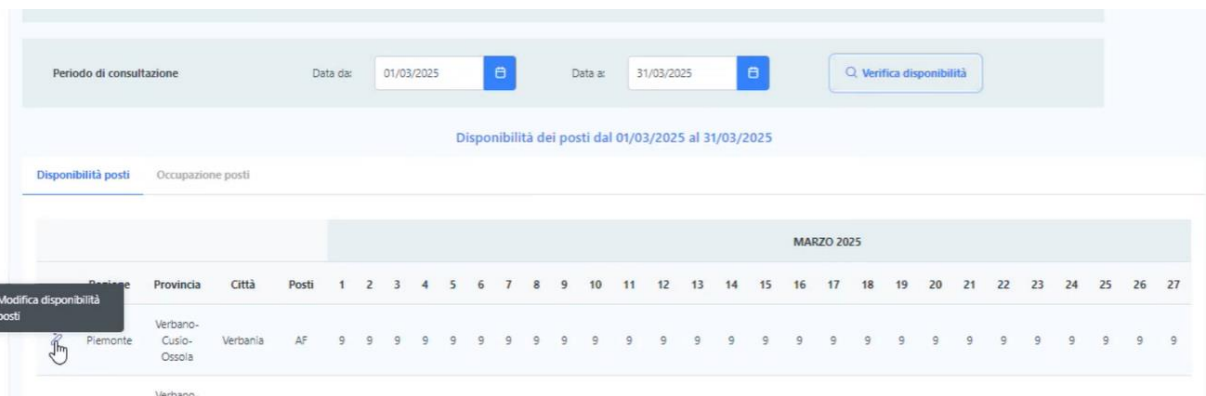 Periodo di consultazione Data da: 01/03/2025 Data a: 31/03/2025 Verifica disponibilità
Disponibilità dei posti dal 01/03/2025 al 31/03/2025
Disponibilità posti Occupazione posti
MARZO 2025
Regione Provincia Città Posti 1 2 3 4 5 6 7 8 9 10 11 12 13 14 15 16 17 18 19 20 21 22 23 24 25 26 27
Modifica disponibilità
posti
Piemonte Verbano-
Cusio-
Ossola Verbania AF 9 9 9 9 9 9 9 9 9 9 9 9 9 9 9 9 9 9 9 9 9 9 9 9 9 9 9
Verbano